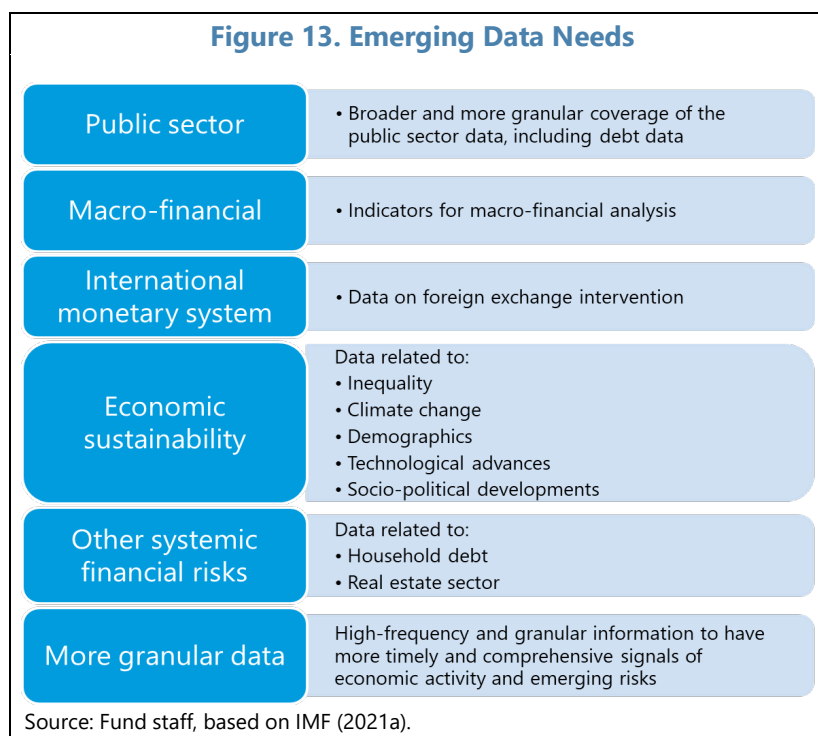 Figure 13. Emerging Data Needs
Public sector
• Broader and more granular coverage of the
public sector data, including debt data
Macro-financial
• Indicators for macro-financial analysis
International
monetary system
• Data on foreign exchange intervention
Economic
sustainability
Data related to:
• Inequality
• Climate change
• Demographics
• Technological advances
• Socio-political developments
Other systemic
financial risks
Data related to:
• Household debt
• Real estate sector
More granular data
High-frequency and granular information to have
more timely and comprehensive signals of
economic activity and emerging risks
Source: Fund staff, based on IMF (2021a).